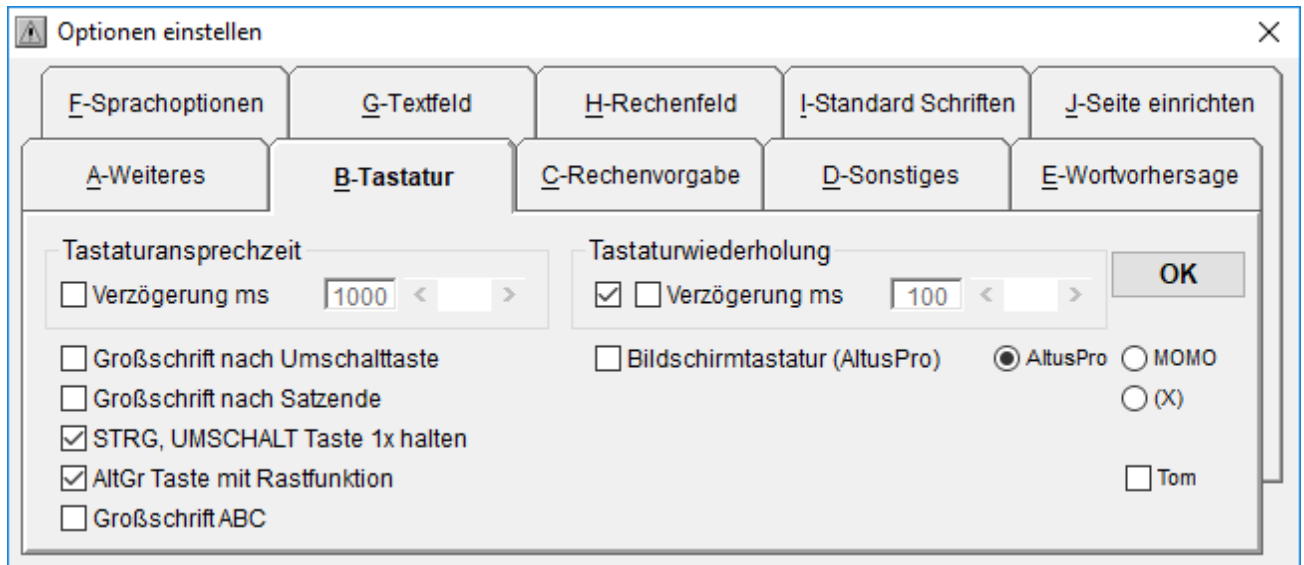 Optionen einstellen
F-Sprachoptionen G-Textfeld H-Rechenfeld I-Standard Schriften J-Seite einrichten
A-Weiteres B-Tastatur C-Rechenvorgabe D-Sonstiges E-Wortvorhersage
Tastaturansprechzeit Tastaturwiederholung
Verzögerung ms 1000 Verzögerung ms 100 OK
Großschrift nach Umschalttaste Bildschirmtastatur (AltusPro) AltusPro MOMO
Großschrift nach Satzende (X)
STRG, UMSCHALT Taste 1x halten
AltGr Taste mit Rastfunktion Tom
Großschrift ABC